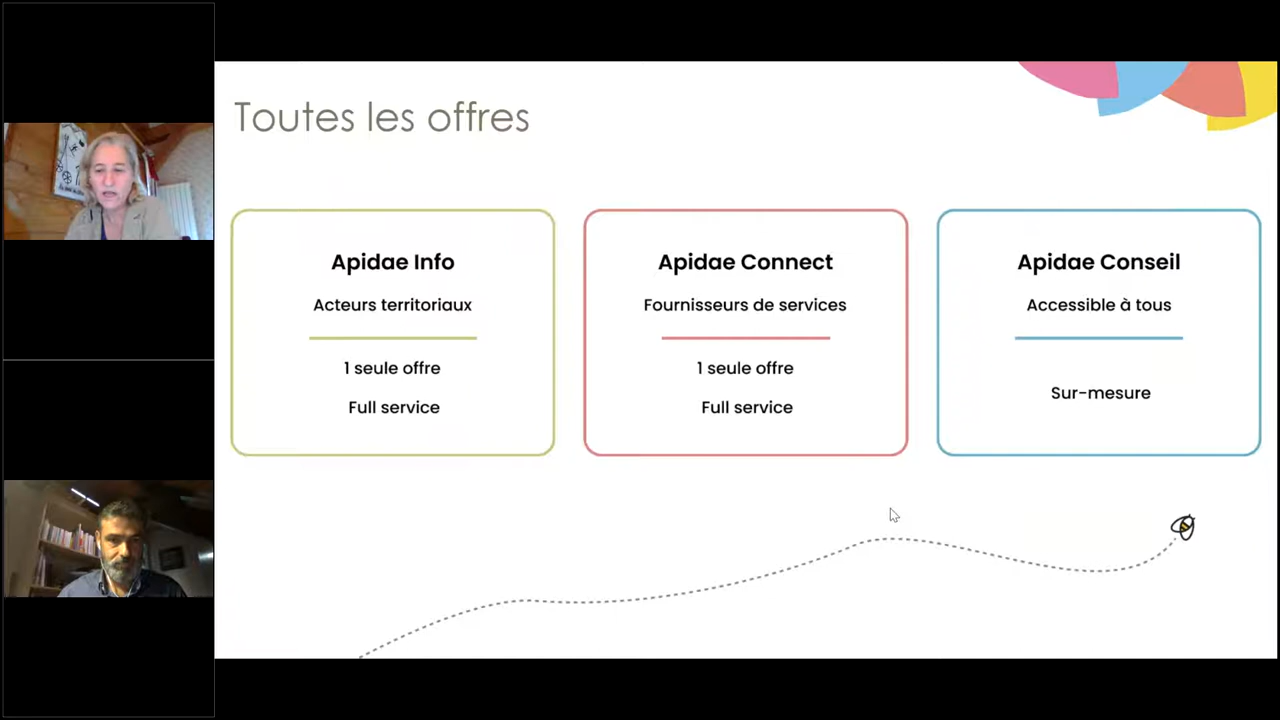 Toutes les offres
Apidae Info
Acteurs territoriaux
1 seule offre
Full service
Apidae Connect
Fournisseurs de services
1 seule offre
Full service
Apidae Conseil
Accessible à tous
Sur-mesure